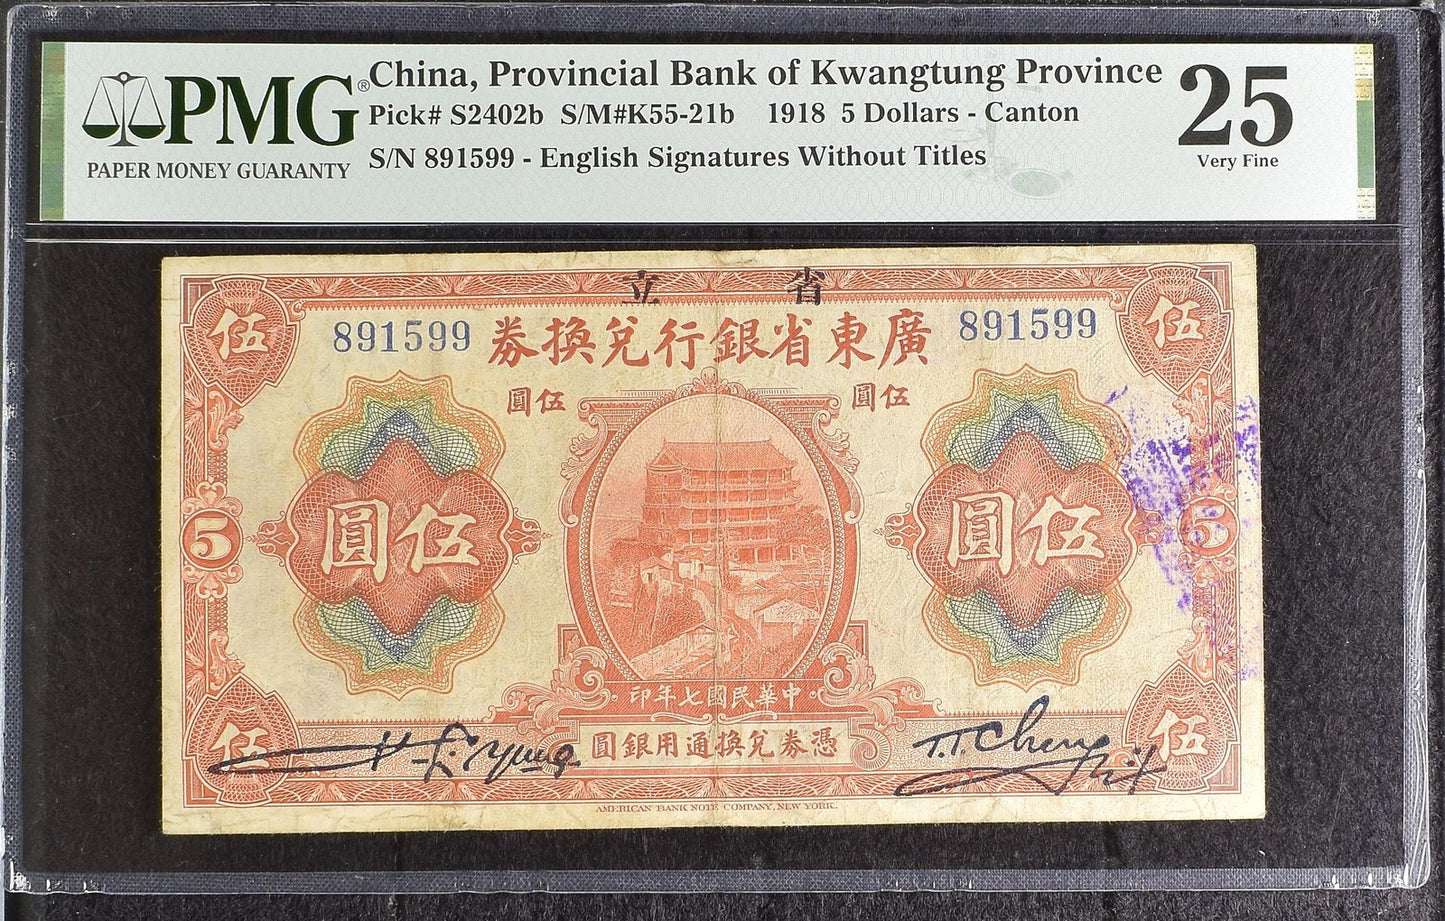 PMG®
PAPER MONEY GUARANTY
China, Provincial Bank of Kwangtung Province
Pick# S2402b S/M#K55-21b 1918 5 Dollars - Canton
S/N 891599 - English Signatures Without Titles
25
Very Fine
立 省
伍 伍
891599 券換兌行銀省東廣 891599
圓伍 圓伍
圓伍 圓伍
5 5
印年七國民華中
伍 伍
圓銀用通換兌券憑
T.T Cheng
AMERICAN BANK NOTE COMPANY, NEW YORK.